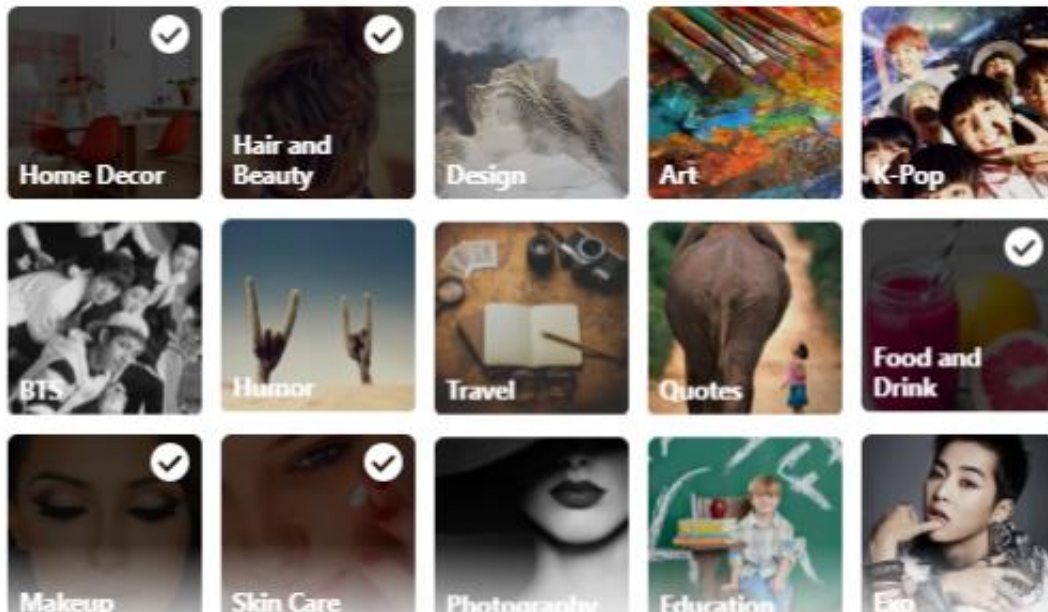 Home Decor
Hair and
Beauty
Design
Art
K-Pop
BTS
Humor
Travel
Quotes
Food and
Drink
Makeup
Skin Care
Photography
Education
Exo